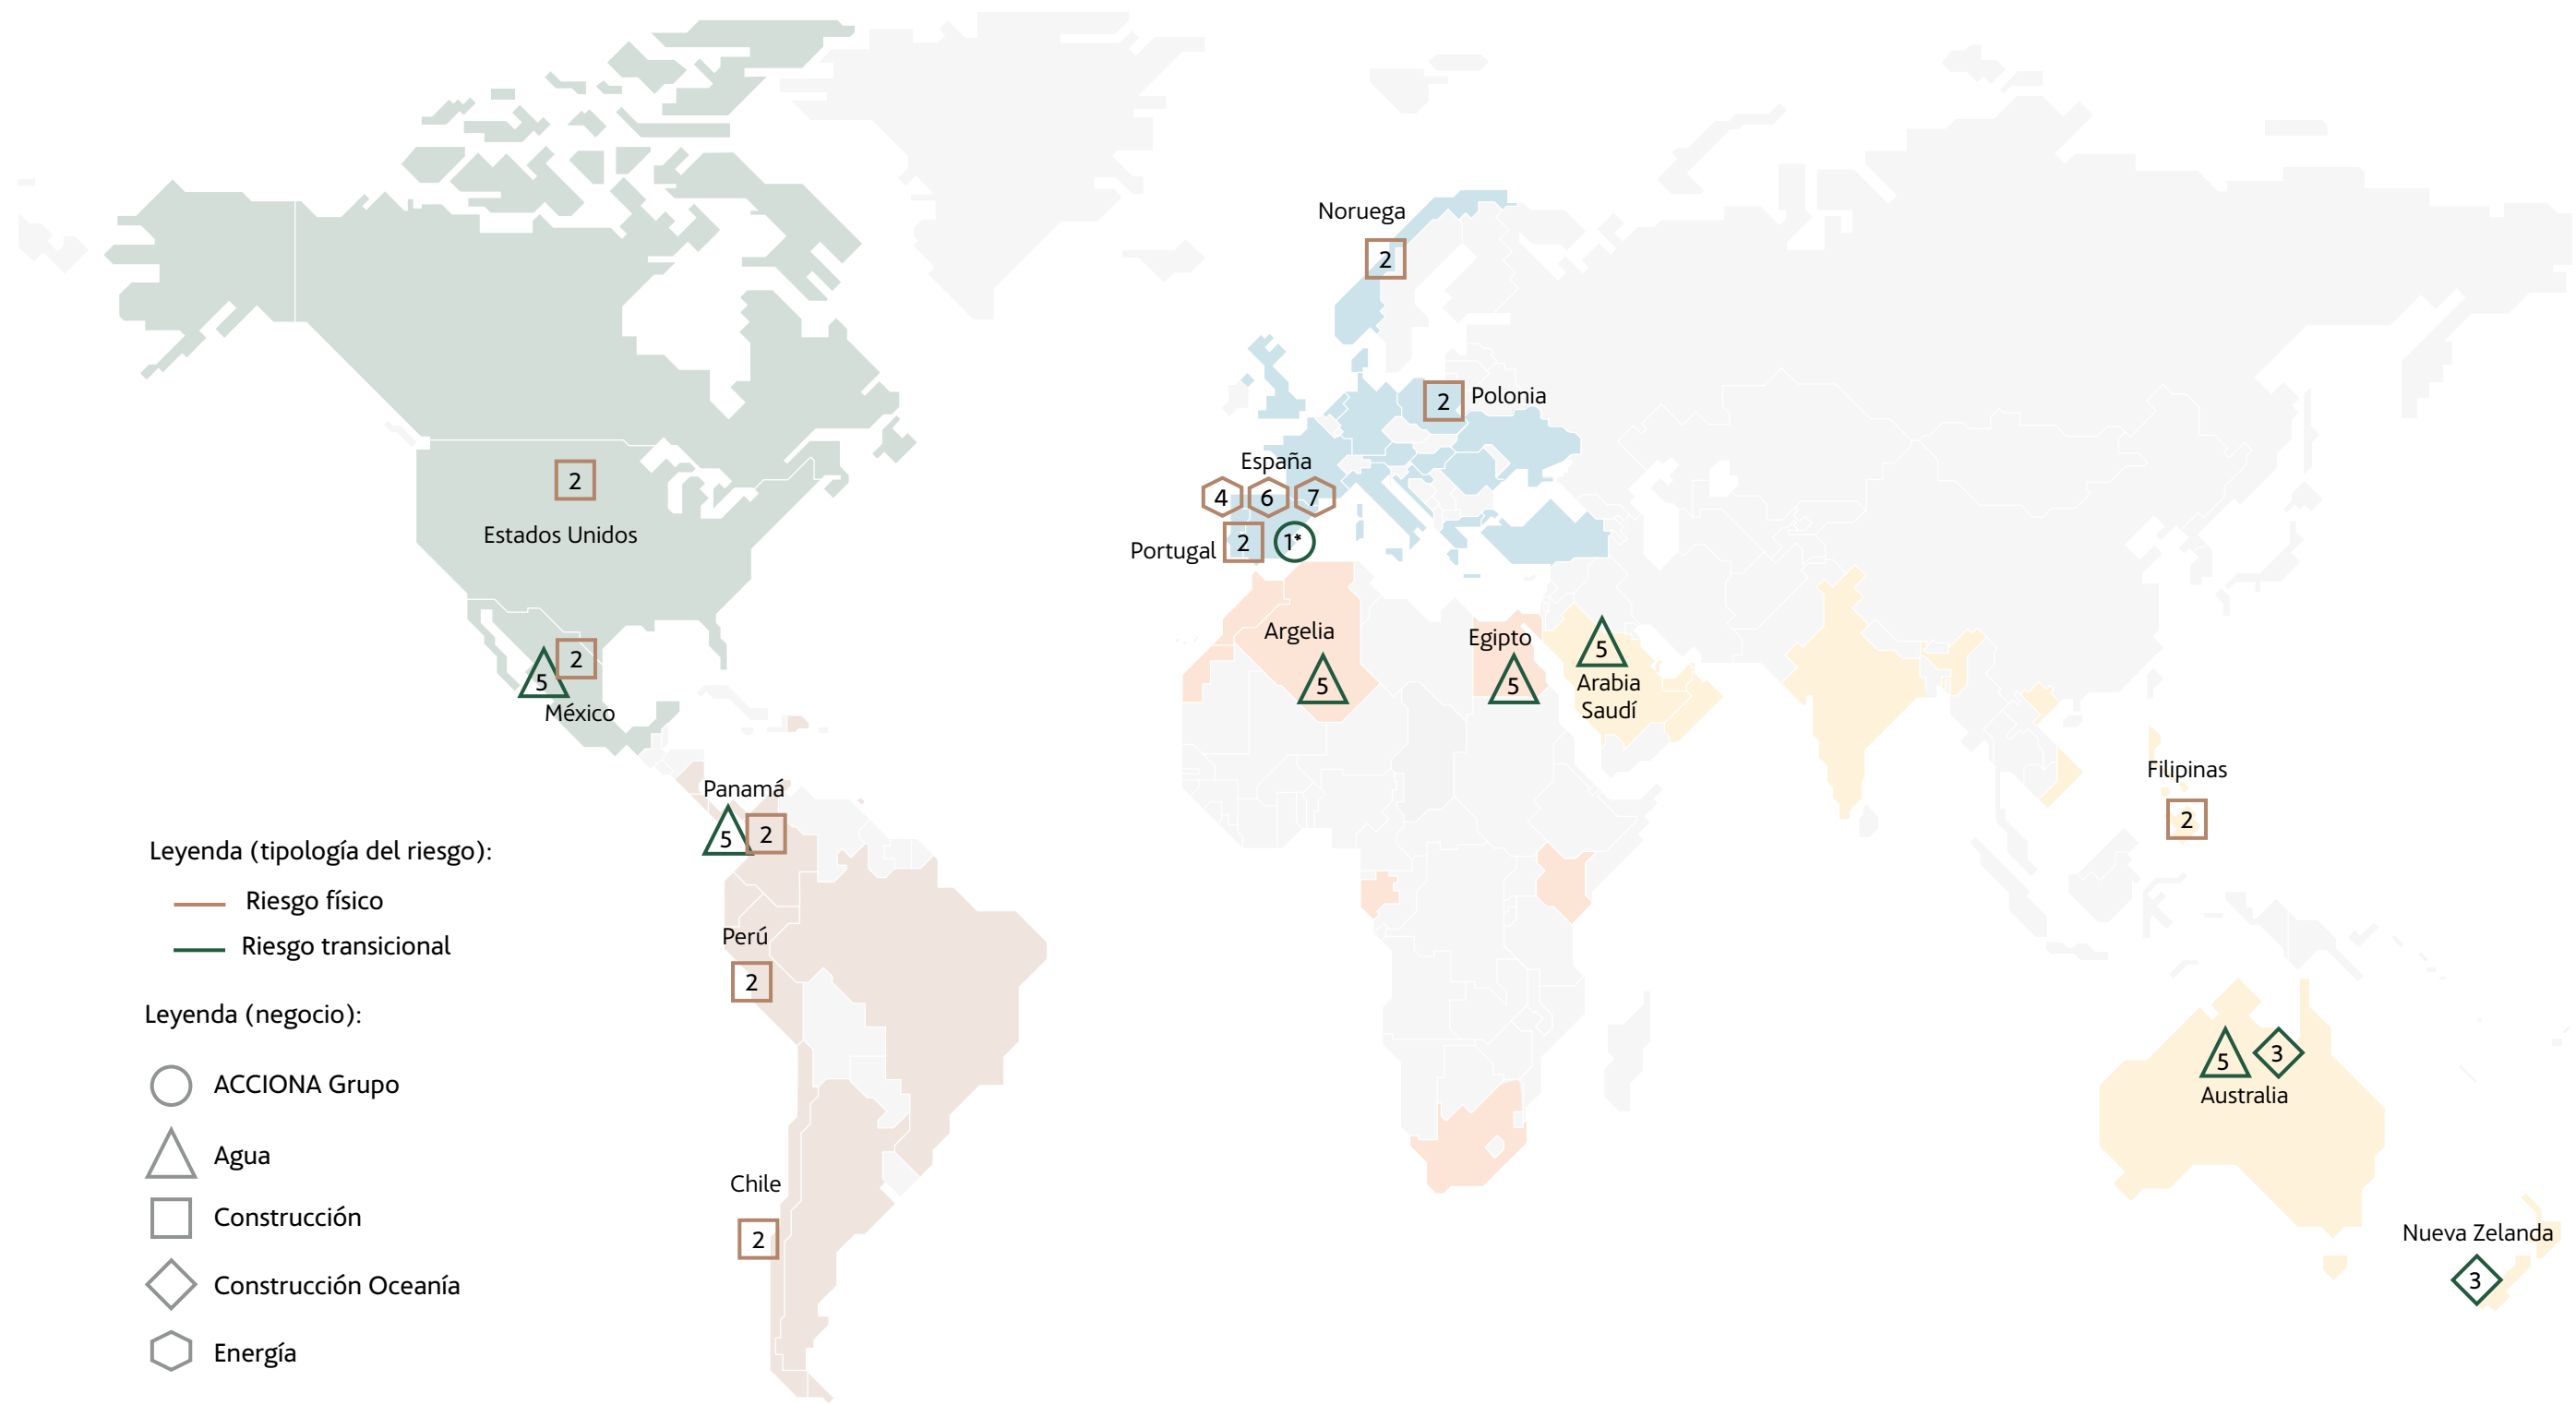 Noruega
2
2
Polonia
España
4 6 7
Portugal
2
1*
2
Estados Unidos
Argelia
5
Egipto
5
5
Arabia
Saudí
5
2
México
Filipinas
2
Panamá
5
2
Leyenda (tipología del riesgo):
Riesgo físico
Riesgo transicional
Perú
2
Leyenda (negocio):
ACCIONA Grupo
Agua
Construcción
Construcción Oceanía
Energía
5
3
Australia
Chile
2
Nueva Zelanda
3